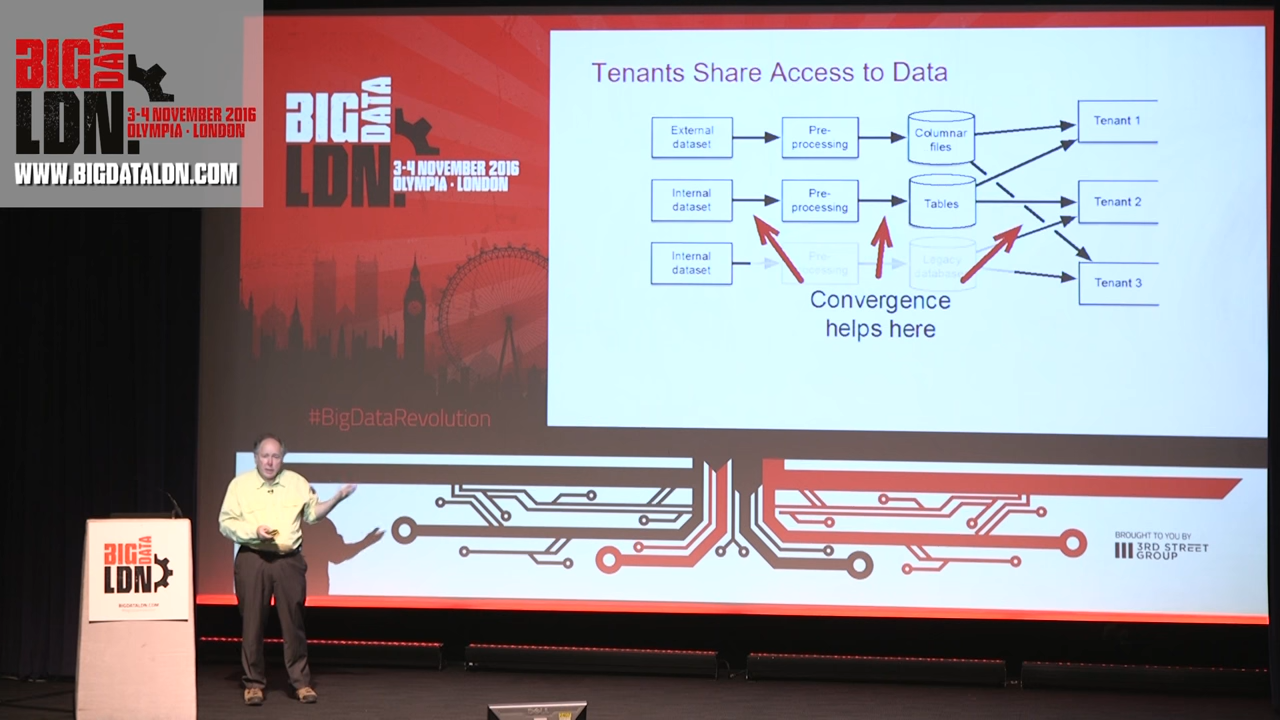 BIG DATA
LDN.
3-4 NOVEMBER 2016
OLYMPIA · LONDON
WWW.BIGDATALDN.COM
BIG DATA
LDN.
3-4 NOVEMBER 2016
OLYMPIA · LONDON
#BigDataRevolution
Tenants Share Access to Data
External
dataset
Pre-
processing
Columnar
files
Tenant 1
Internal
dataset
Pre-
processing
Tables
Tenant 2
Internal
dataset
Pre-
processing
Legacy
database
Tenant 3
Convergence
helps here
BROUGHT TO YOU BY
3RD STREET
GROUP
BIG DATA
LDN
BIGDATALDN.COM